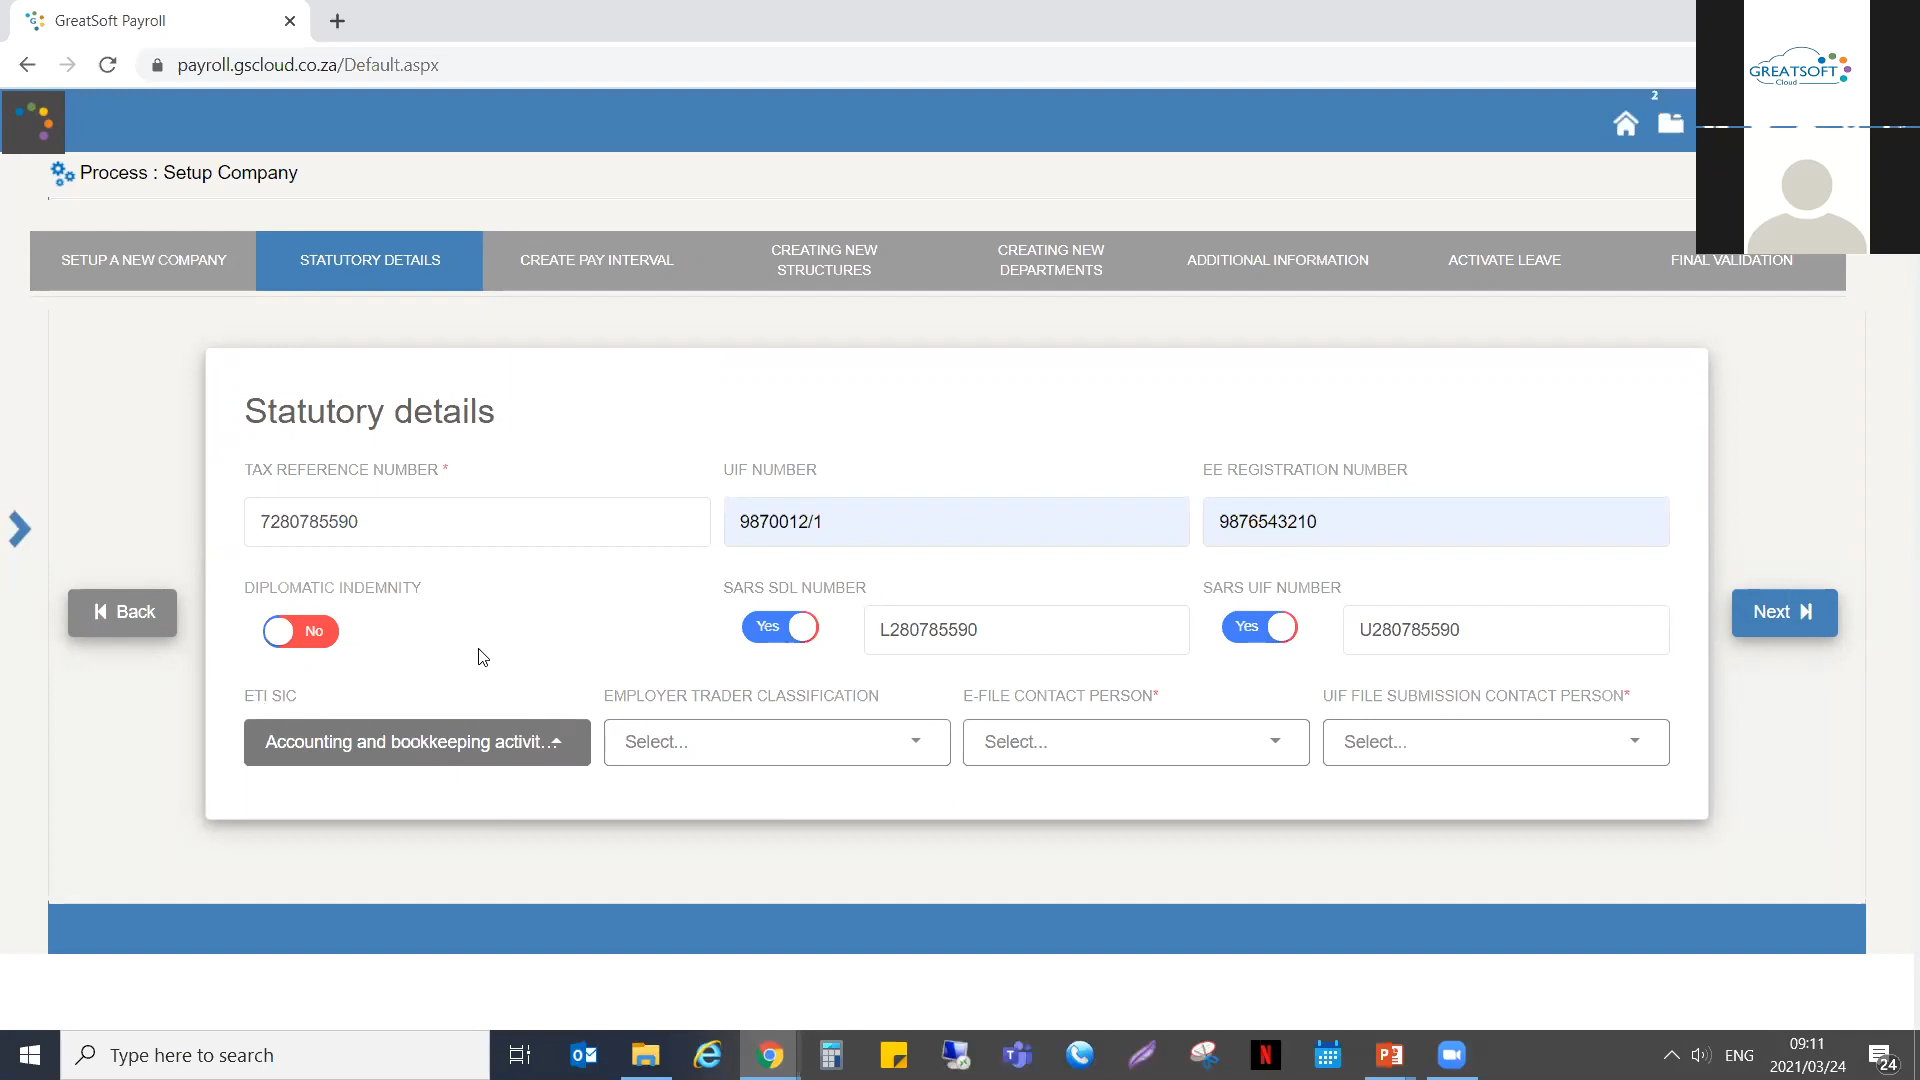 GreatSoft Payroll
payroll.gscloud.co.za/Default.aspx
GREATSOFT
Cloud
2
Process : Setup Company
SETUP A NEW COMPANY
STATUTORY DETAILS
CREATE PAY INTERVAL
CREATING NEW
STRUCTURES
CREATING NEW
DEPARTMENTS
ADDITIONAL INFORMATION
ACTIVATE LEAVE
FINAL VALIDATION
Statutory details
TAX REFERENCE NUMBER *
UIF NUMBER
EE REGISTRATION NUMBER
7280785590
9870012/1
9876543210
DIPLOMATIC INDEMNITY
SARS SDL NUMBER
SARS UIF NUMBER
No
Yes
L280785590
Yes
U280785590
Back
Next
ETI SIC
EMPLOYER TRADER CLASSIFICATION
E-FILE CONTACT PERSON*
UIF FILE SUBMISSION CONTACT PERSON*
Accounting and bookkeeping activit...
Select...
Select...
Select...
Type here to search
ENG
09:11
2021/03/24
24